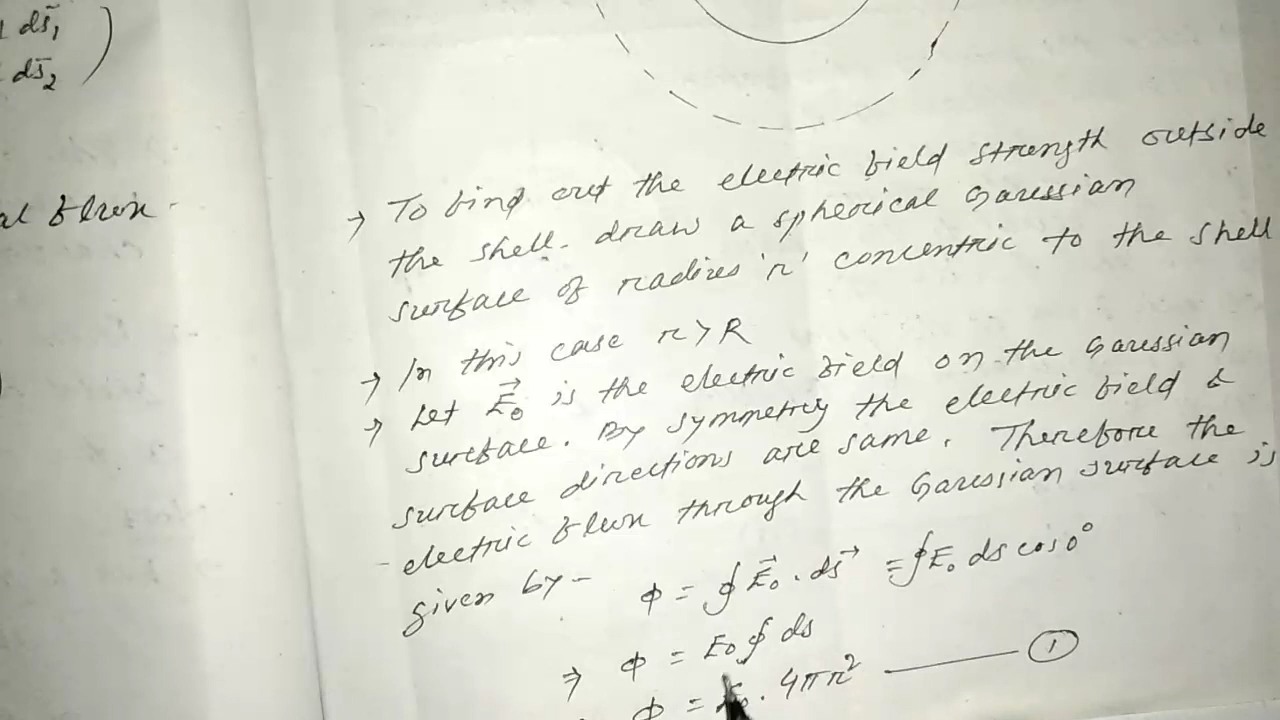 ds₁
ds₂ )
al flux.
→ To find out the electric field strength outside
the shell. draw a spherical Gaussian
surface of radius 'r' concentric to the shell
→ In this case r > R
→ Let E⃗₀ is the electric field on the Gaussian
surface. By symmetry the electric field &
surface directions are same. Therefore the
electric flux through the Gaussian surface is
given by –
ϕ = ∮ E⃗₀ . ds⃗ = ∮ E₀ ds cos 0°
⇒ ϕ = E₀ ∮ ds
ϕ = E₀ . 4πr² ——— ①